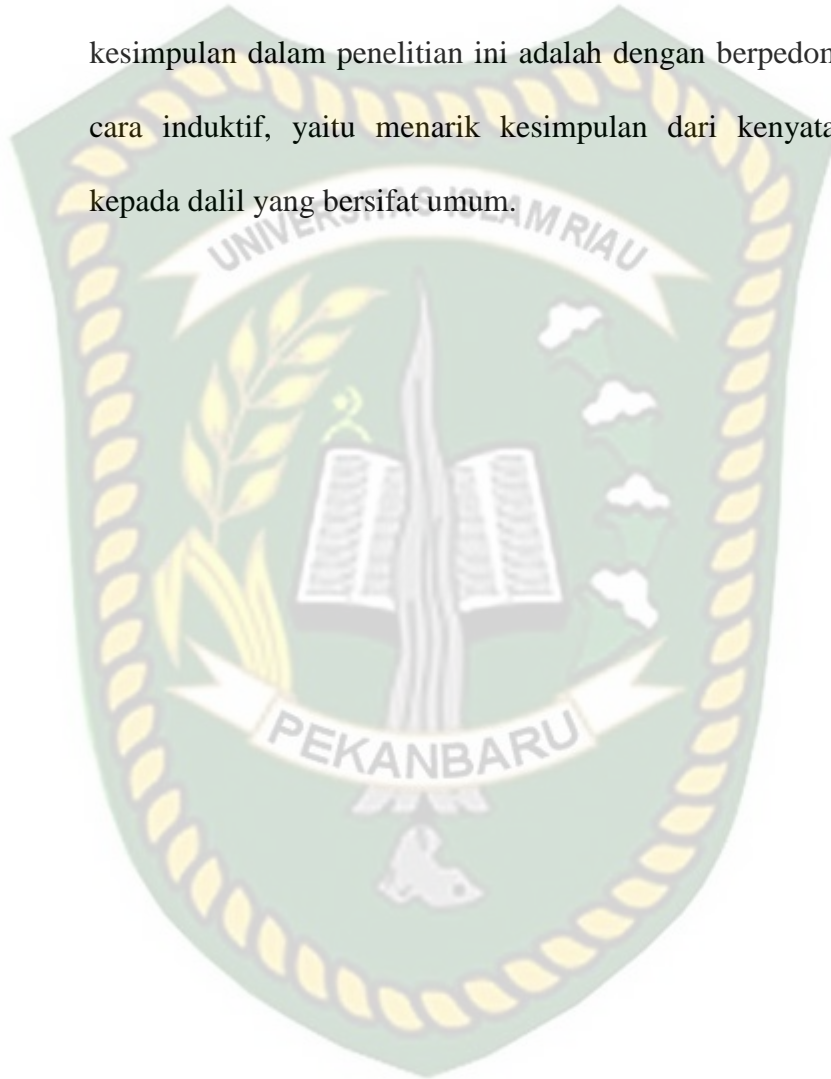 kesimpulan dalam penelitian ini adalah dengan berpedom
cara induktif, yaitu menarik kesimpulan dari kenyata
kepada dalil yang bersifat umum.
UNIVERSITAS ISLAM RIAU
PEKANBARU